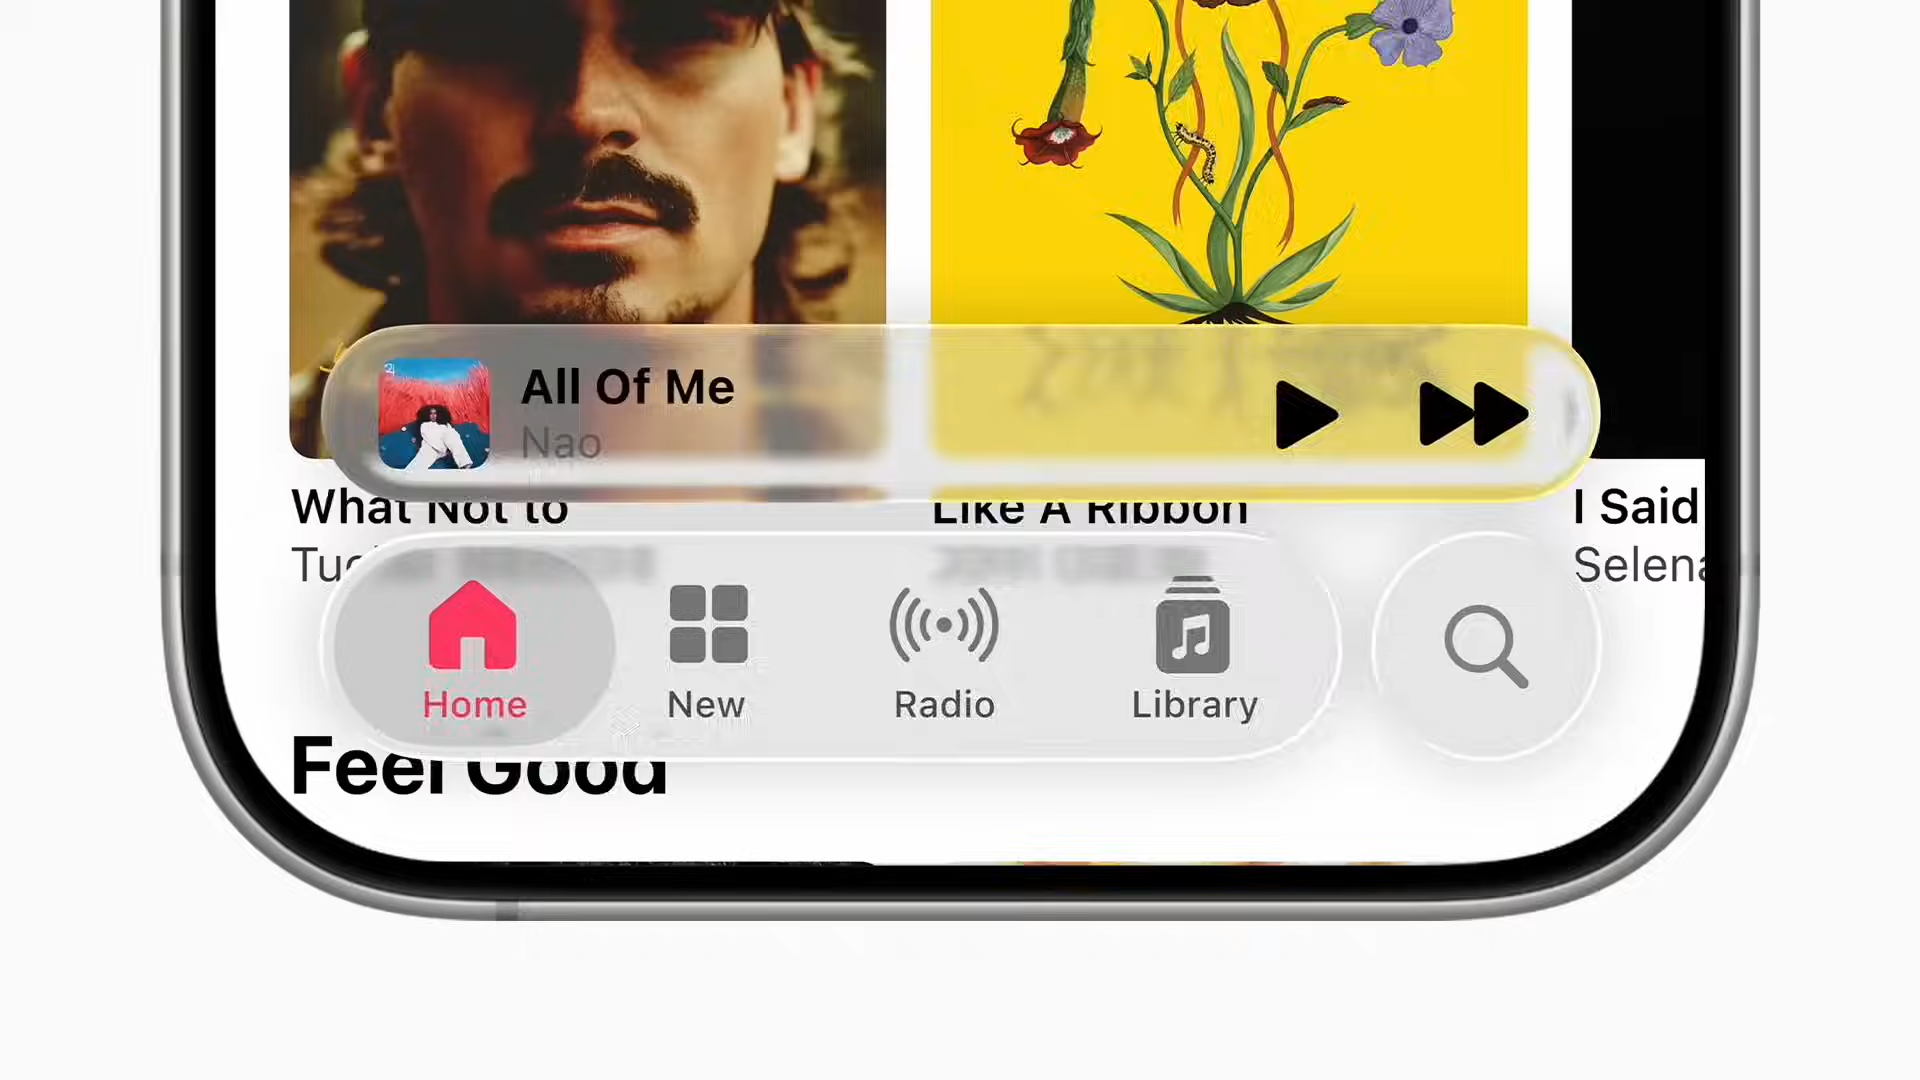 All Of Me
Nao
What Not to
Like A Ribbon
I Said
Selena
Home
New
Radio
Library
Feel Good